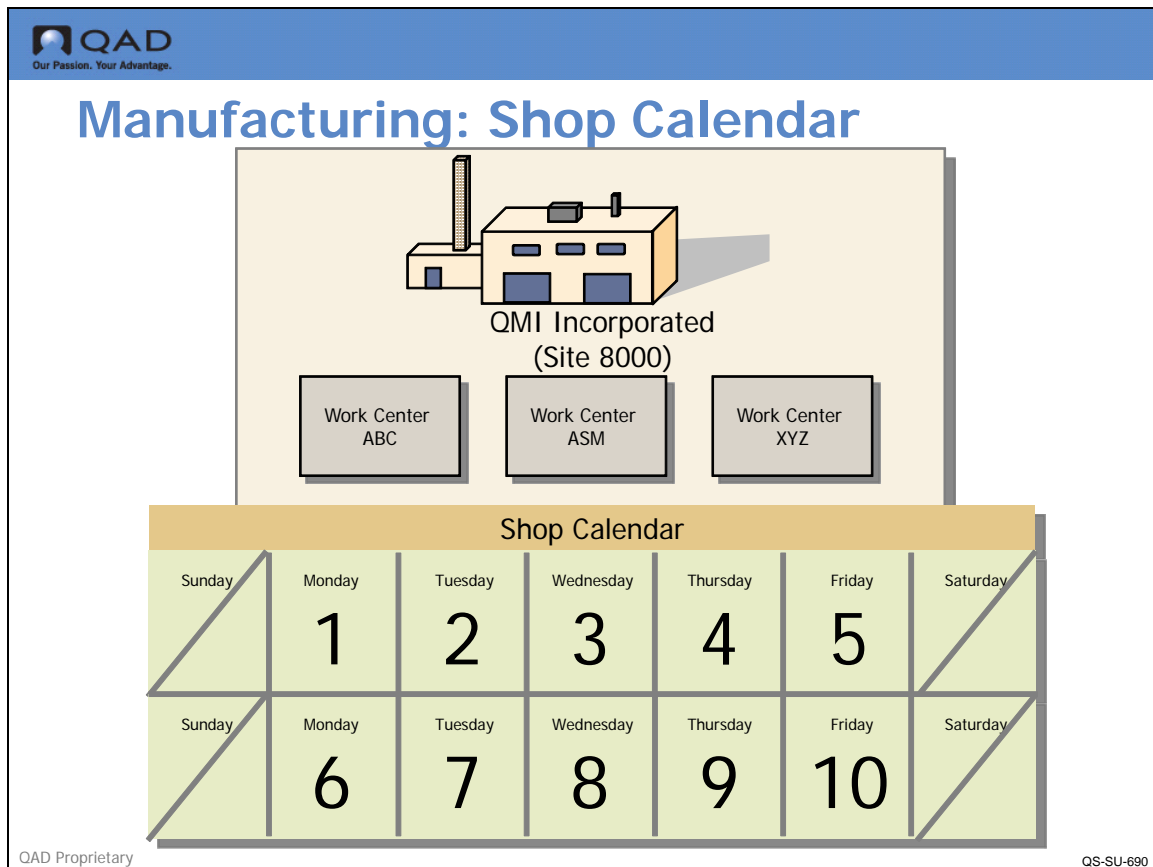 QAD
Our Passion. Your Advantage.
Manufacturing: Shop Calendar
QMI Incorporated
(Site 8000)
Work Center
ABC
Work Center
ASM
Work Center
XYZ
Shop Calendar
Sunday Monday Tuesday Wednesday Thursday Friday Saturday
1 2 3 4 5
Sunday Monday Tuesday Wednesday Thursday Friday Saturday
6 7 8 9 10
QAD Proprietary
QS-SU-690